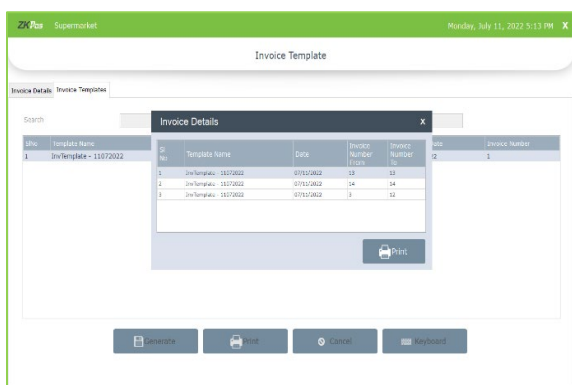 ZKPos Supermarket Monday, July 11, 2022 5:13 PM X
Invoice Template
Invoice Details Invoice Templates
Search
SlNo Template Name Invoice Number
1 InvTemplate - 11072022 1
Invoice Details X
Sl No Template Name Date Invoice Number From Invoice Number To
1 InvTemplate - 11072022 07/11/2022 13 13
2 InvTemplate - 11072022 07/11/2022 14 14
3 InvTemplate - 11072022 07/11/2022 3 12
Print
Generate Print Cancel Keyboard